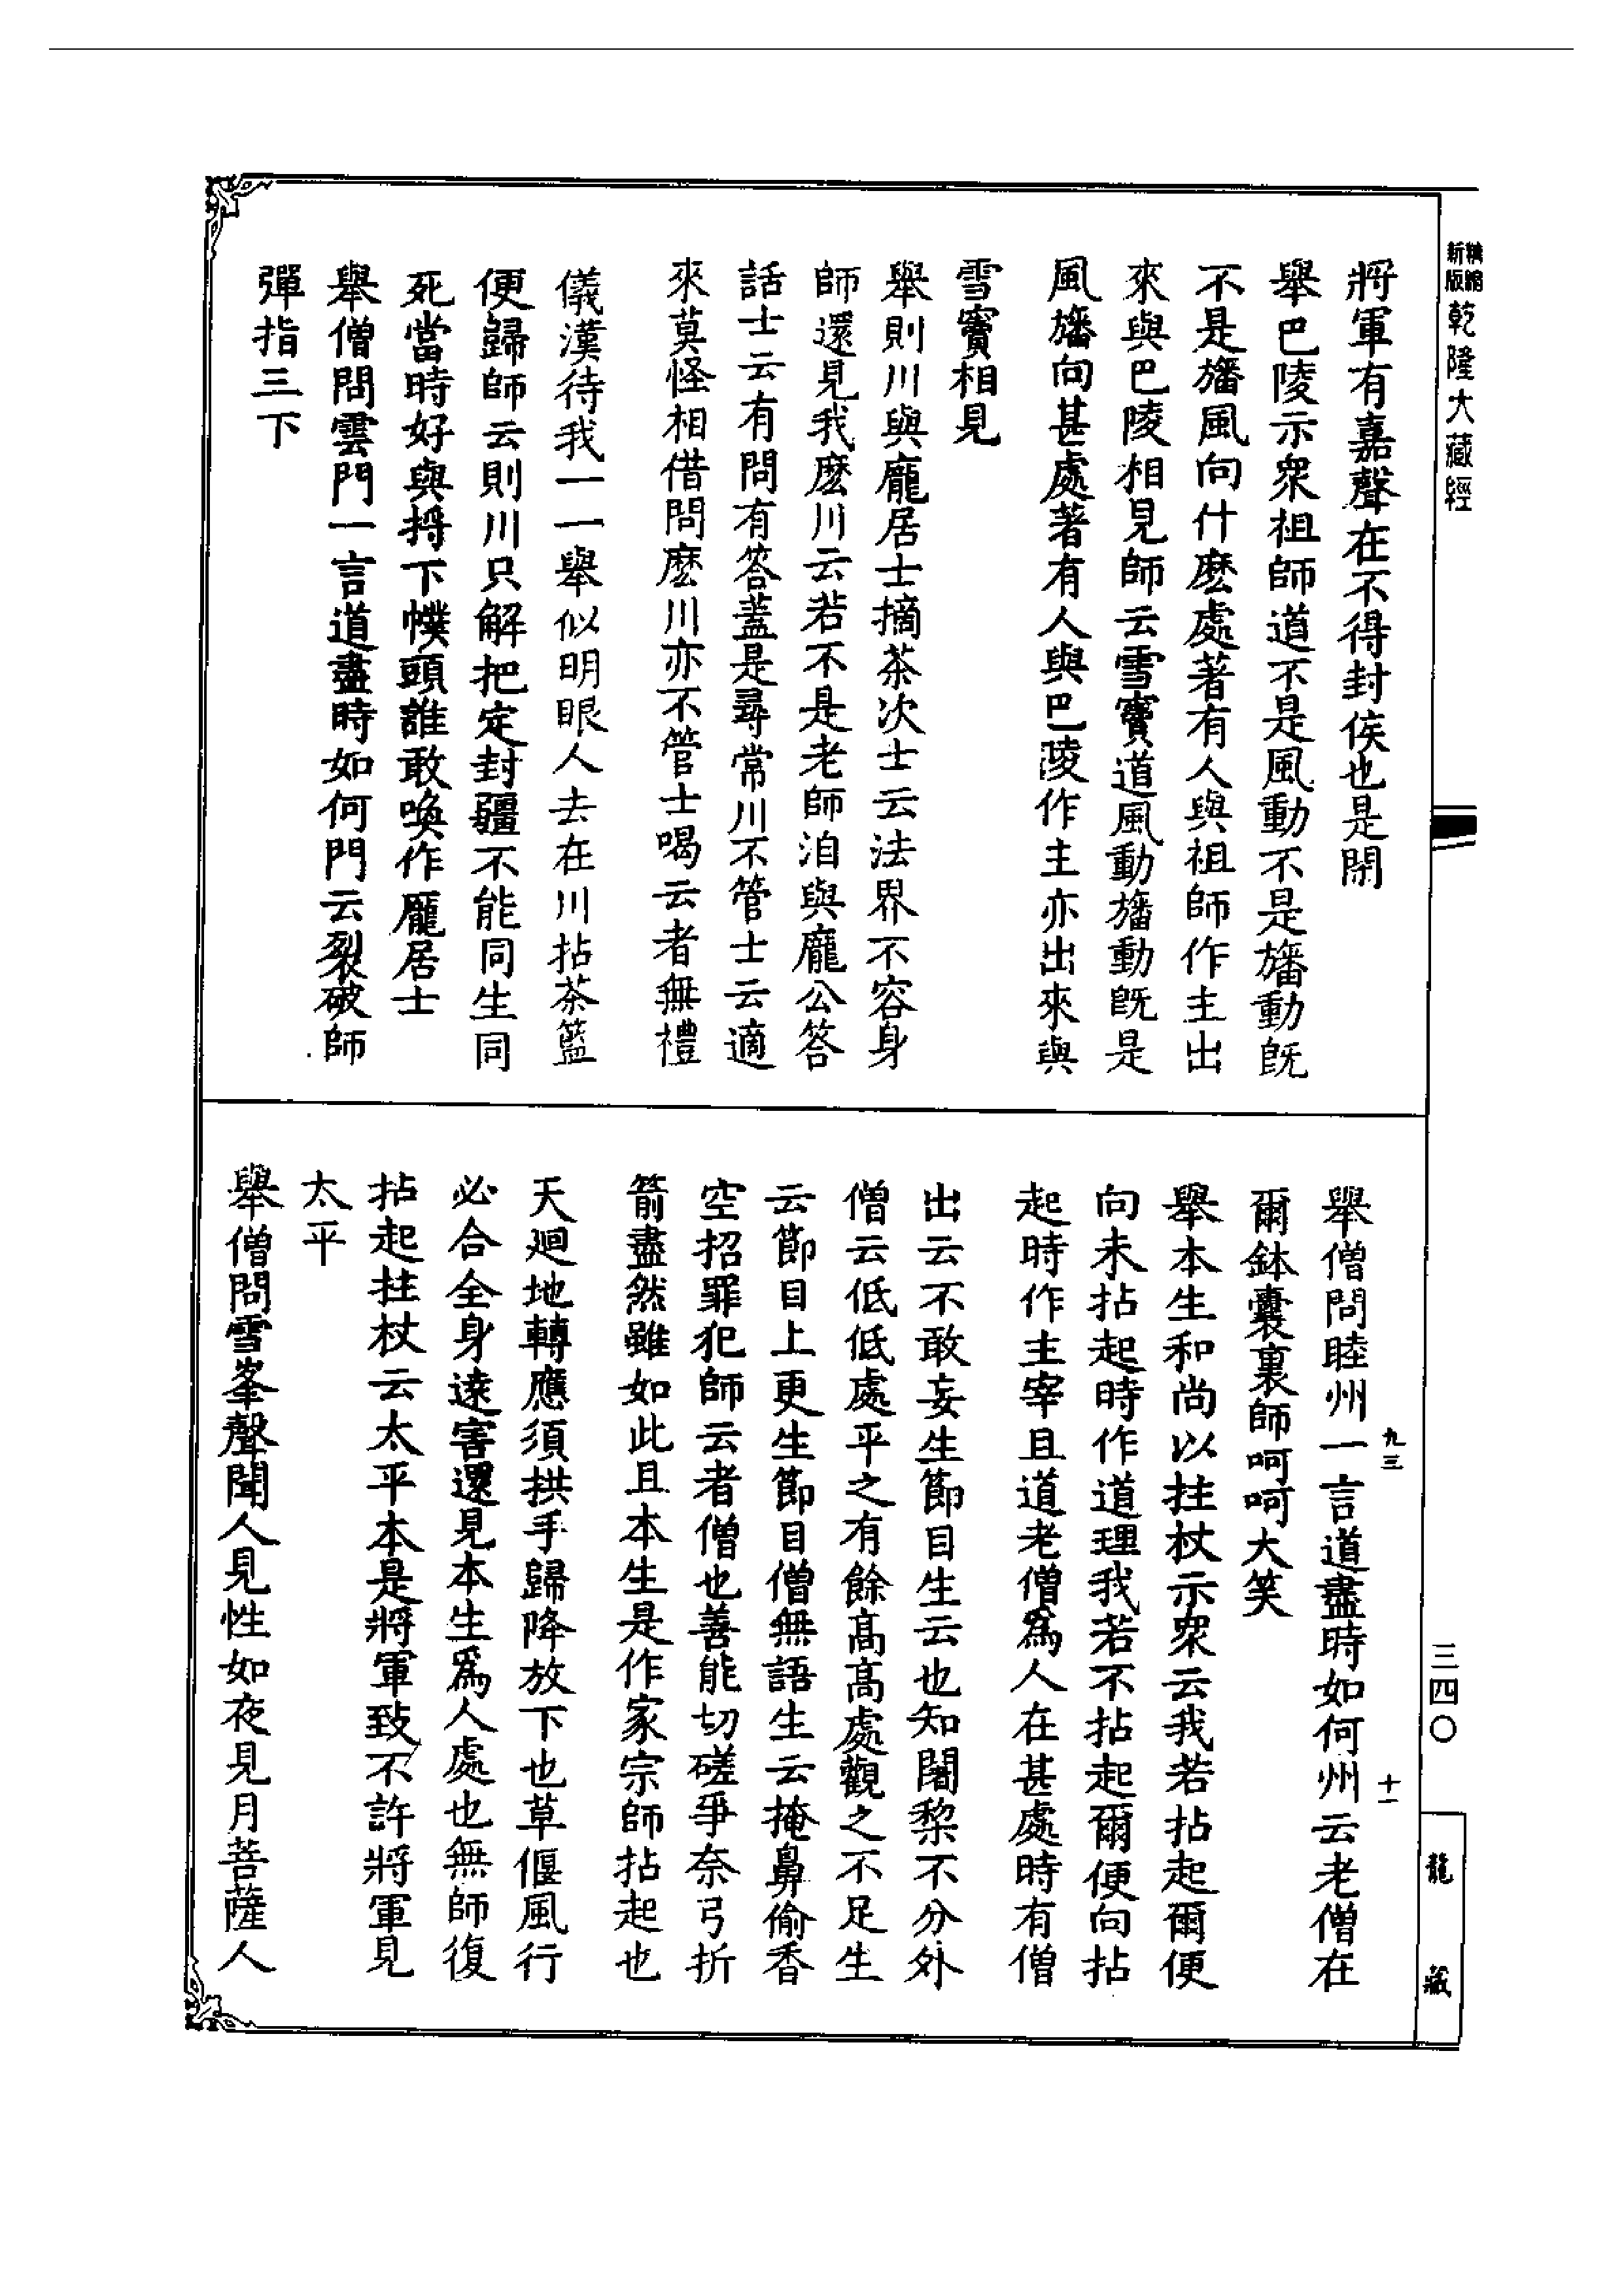 精縮新版乾隆大藏經
將軍有嘉聲在不得封侯也是閑
舉巴陵示衆祖師道不是風動不是旛動既
不是旛風向什麽處著有人與祖師作主出
來與巴陵相見師云雪竇道風動旛動既是
風旛向甚處著有人與巴陵作主亦出來與
雪竇相見
舉則川與龐居士摘茶次士云法界不容身
師還見我麽川云若不是老師洎與龐公答
話士云有問有答蓋是尋常川不管士云適
來莫怪相借問麽川亦不管士喝云者無禮
儀漢待我一一舉似明眼人去在川拈茶籃
便歸師云則川只解把定封疆不能同生同
死當時好與捋下幞頭誰敢喚作龐居士
舉僧問雲門一言道盡時如何門云裂破師
彈指三下
九三
十一
舉僧問睦州一言道盡時如何州云老僧在
爾鉢囊裏師呵呵大笑
舉本生和尚以拄杖示衆云我若拈起爾便
向未拈起時作道理我若不拈起爾便向拈
起時作主宰且道老僧爲人在甚處時有僧
出云不敢妄生節目生云也知闍黎不分外
僧云低低處平之有餘高高處觀之不足生
云節目上更生節目僧無語生云掩鼻偷香
空招罪犯師云者僧也善能切磋爭奈弓折
箭盡然雖如此且本生是作家宗師拈起也
天廻地轉應須拱手歸降放下也草偃風行
必合全身遠害還見本生爲人處也無師復
拈起拄杖云太平本是將軍致不許將軍見
太平
舉僧問雪峯聲聞人見性如夜見月菩薩人
三四〇
龍藏